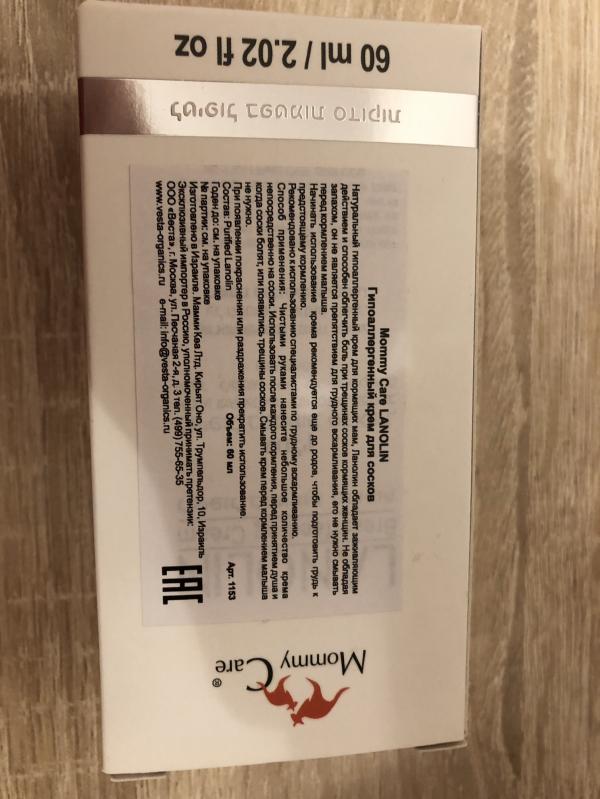 60 ml / 2.02 fl oz
לטיפול בפטמות סדוקות
Mommy Care LANOLIN
Гипоаллергенный крем для сосков
Натуральный гипоаллергенный крем для кормящих мам. Ланолин обладает заживляющим
действием и способен облегчить боль при трещинах сосков кормящих женщин. Не обладая
запахом, он не является препятствием для грудного вскармливания, его не нужно смывать
перед кормлением малыша.
Начинать использование крема рекомендуется еще до родов, чтобы подготовить грудь к
предстоящему кормлению.
Рекомендовано к использованию специалистами по грудному вскармливанию.
Способ применения: Чистыми руками нанесите небольшое количество крема
непосредственно на соски. Использовать после каждого кормления, перед принятием душа и
когда соски болят, или появились трещины сосков. Смывать крем перед кормлением малыша
не нужно.
При появлении покраснения или раздражения прекратить использование.
Состав: Purified Lanolin Объем: 60 мл
Годен до: см. на упаковке
№ партии: см. на упаковке Арт. 1153
Изготовлено в Израиле. Мамми Кеа Лтд, Кирьят Оно, ул. Трумпельдор, 10, Израиль
Эксклюзивный импортер в Россию, уполномоченный принимать претензии:
ООО «Веста», г. Москва, ул. Песчаная 2-я, д. 3 тел. (499) 755-65-35
www.vesta-organics.ru e-mail: info@vesta-organics.ru
EAC
Mommy Care®